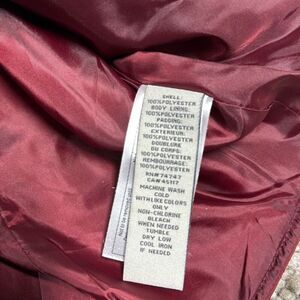 SHELL:
100%POLYESTER
BODY LINING:
100%POLYESTER
PADDING:
100%POLYESTER
EXTERIEUR:
100%POLYESTER
DOUBLURE
DU CORPS:
100%POLYESTER
REMBOURRAGE:
100%POLYESTER
RN# 74747
CA# 45117
MACHINE WASH
COLD
WITH LIKE COLORS
ONLY
NON-CHLORINE
BLEACH
WHEN NEEDED
TUMBLE
DRY LOW
COOL IRON
IF NEEDED